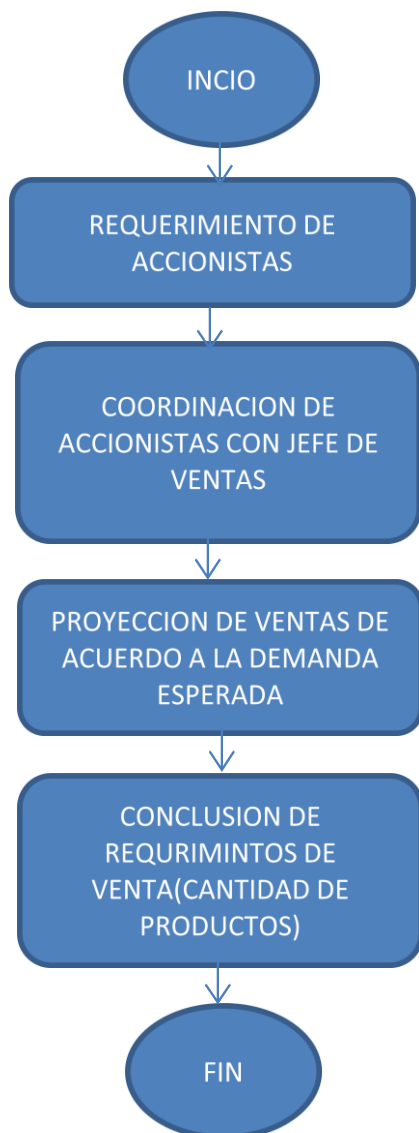 INCIO
REQUERIMIENTO DE
ACCIONISTAS
COORDINACION DE
ACCIONISTAS CON JEFE DE
VENTAS
PROYECCION DE VENTAS DE
ACUERDO A LA DEMANDA
ESPERADA
CONCLUSION DE
REQURIMINTOS DE
VENTA(CANTIDAD DE
PRODUCTOS)
FIN